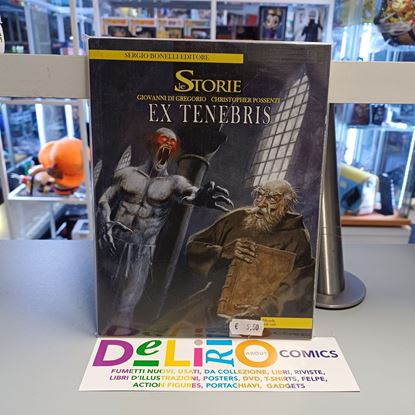 SERGIO BONELLI EDITORE
le STORIE
GIOVANNI DI GREGORIO CHRISTOPHER POSSENTI
EX TENEBRIS
€ 5,50
DeLiRiO ABOUT COMICS
FUMETTI NUOVI, USATI, DA COLLEZIONE, LIBRI, RIVISTE,
LIBRI D'ILLUSTRAZIONI, POSTERS, DVD, T-SHIRTS, FELPE,
ACTION FIGURES, PORTACHIAVI, GADGETS